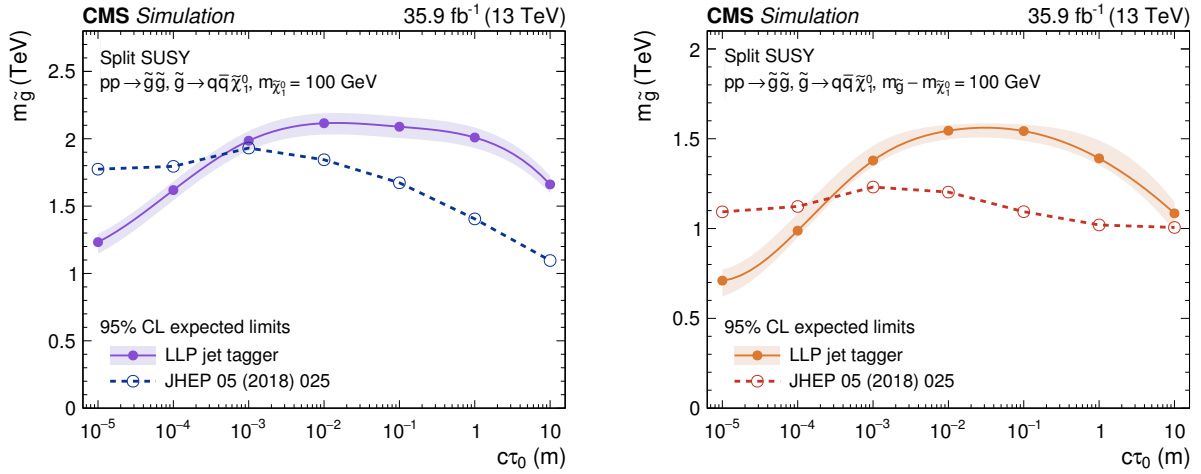 CMS Simulation 35.9 fb⁻¹ (13 TeV)
m_g̃ (TeV)
Split SUSY
pp → g̃g̃, g̃ → qq̄χ̃⁰₁, m_χ̃⁰₁ = 100 GeV
2.5
2
1.5
1
0.5
0
95% CL expected limits
LLP jet tagger
JHEP 05 (2018) 025
10⁻⁵ 10⁻⁴ 10⁻³ 10⁻² 10⁻¹ 1 10
cτ₀ (m)
CMS Simulation 35.9 fb⁻¹ (13 TeV)
m_g̃ (TeV)
Split SUSY
pp → g̃g̃, g̃ → qq̄χ̃⁰₁, m_g̃ − m_χ̃⁰₁ = 100 GeV
2
1.5
1
0.5
0
95% CL expected limits
LLP jet tagger
JHEP 05 (2018) 025
10⁻⁵ 10⁻⁴ 10⁻³ 10⁻² 10⁻¹ 1 10
cτ₀ (m)